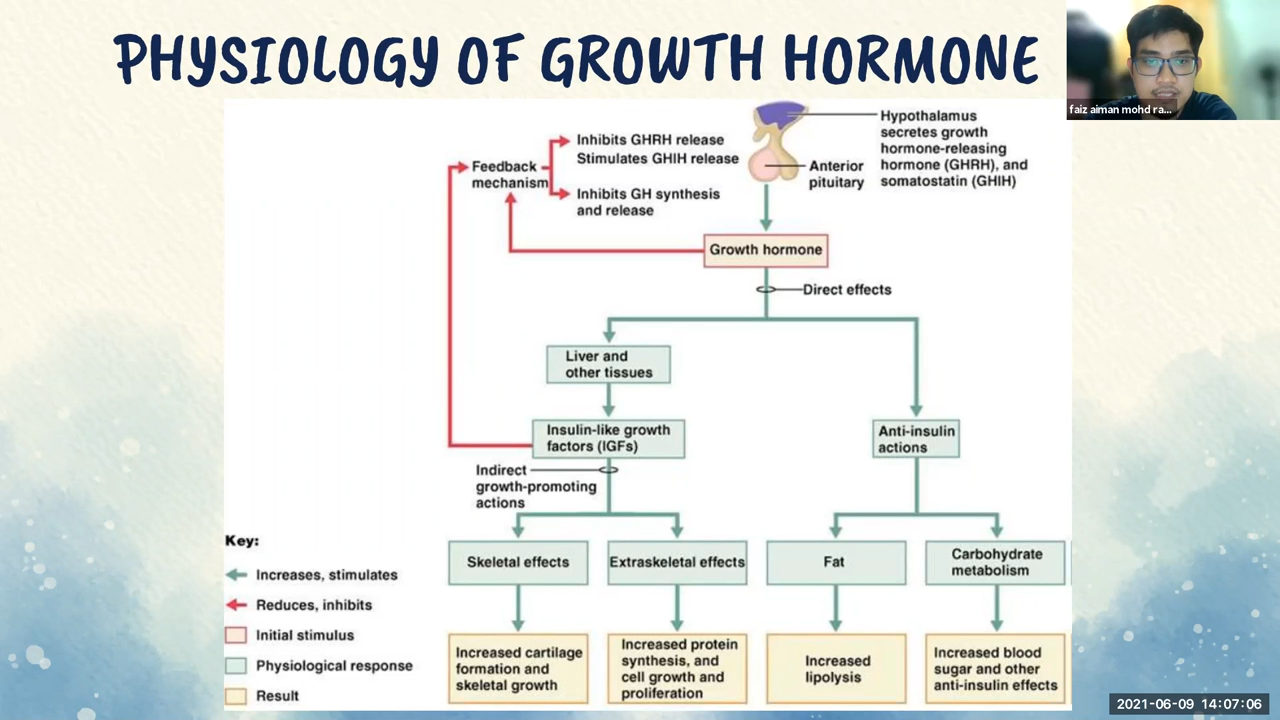 PHYSIOLOGY OF GROWTH HORMONE
faiz aiman mohd ra...
Hypothalamus
secretes growth
hormone-releasing
hormone (GHRH), and
somatostatin (GHIH)
Inhibits GHRH release
Stimulates GHIH release
Feedback
mechanism
Anterior
pituitary
Inhibits GH synthesis
and release
Growth hormone
Direct effects
Liver and
other tissues
Insulin-like growth
factors (IGFs)
Anti-insulin
actions
Indirect
growth-promoting
actions
Key:
Increases, stimulates
Reduces, inhibits
Initial stimulus
Physiological response
Result
Skeletal effects
Extraskeletal effects
Fat
Carbohydrate
metabolism
Increased cartilage
formation and
skeletal growth
Increased protein
synthesis, and
cell growth and
proliferation
Increased
lipolysis
Increased blood
sugar and other
anti-insulin effects
2021-06-09 14:07:06